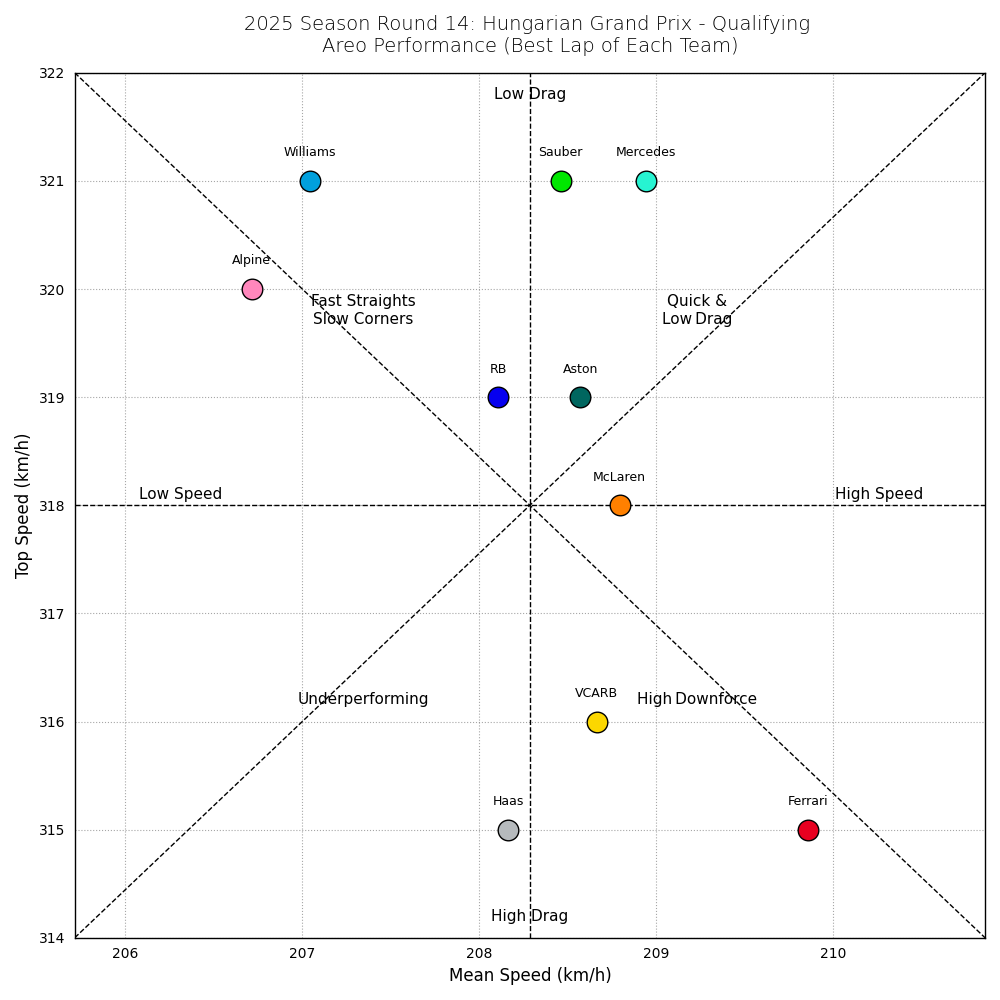 2025 Season Round 14: Hungarian Grand Prix - Qualifying
Areo Performance (Best Lap of Each Team)
322
Low Drag
Williams
Sauber
Mercedes
321
Alpine
320
Fast Straights
Slow Corners
Quick &
Low Drag
RB
Aston
319
McLaren
Low Speed
High Speed
318
Top Speed (km/h)
317
Underperforming
VCARB
High Downforce
316
Haas
Ferrari
315
High Drag
314
206
207
208
209
210
Mean Speed (km/h)